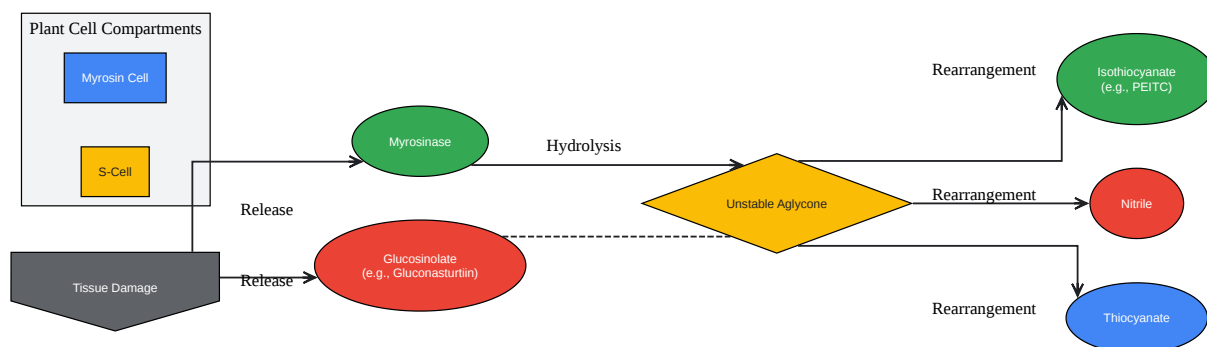 Plant Cell Compartments
Myrosin Cell
S-Cell
Tissue Damage
Release
Release
Myrosinase
Glucosinolate
(e.g., Gluconasturtiin)
Hydrolysis
Unstable Aglycone
Rearrangement
Rearrangement
Rearrangement
Isothiocyanate
(e.g., PEITC)
Nitrile
Thiocyanate